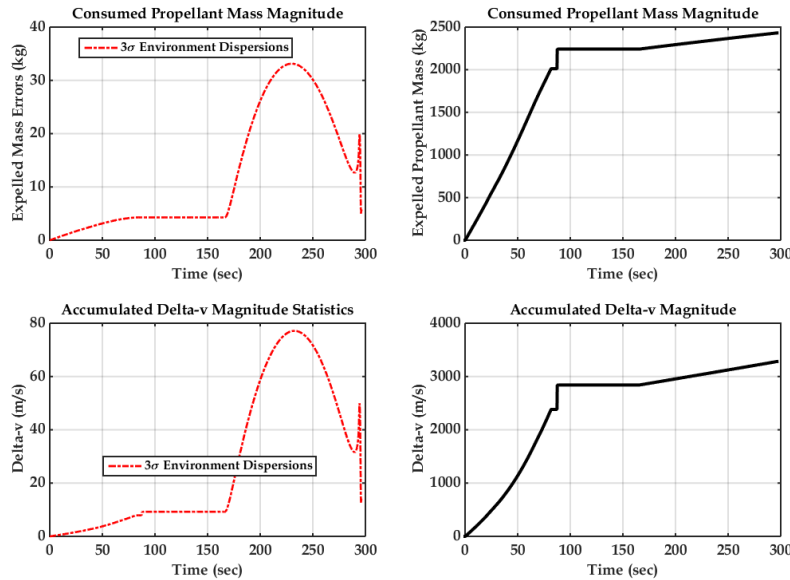 Consumed Propellant Mass Magnitude
Expelled Mass Errors (kg)
40
30
20
10
0
3σ Environment Dispersions
0 50 100 150 200 250 300
Time (sec)
Consumed Propellant Mass Magnitude
Expelled Propellant Mass (kg)
2500
2000
1500
1000
500
0
0 50 100 150 200 250 300
Time (sec)
Accumulated Delta-v Magnitude Statistics
Delta-v (m/s)
80
60
40
20
0
3σ Environment Dispersions
0 50 100 150 200 250 300
Time (sec)
Accumulated Delta-v Magnitude
Delta-v (m/s)
4000
3000
2000
1000
0
0 50 100 150 200 250 300
Time (sec)